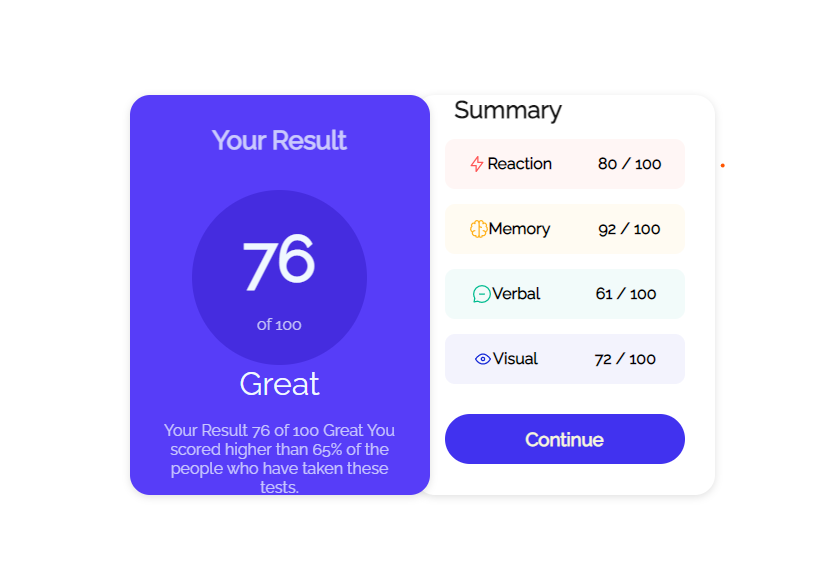 Your Result
76
of 100
Great
Your Result 76 of 100 Great You
scored higher than 65% of the
people who have taken these
tests.
Summary
Reaction 80 / 100
Memory 92 / 100
Verbal 61 / 100
Visual 72 / 100
Continue